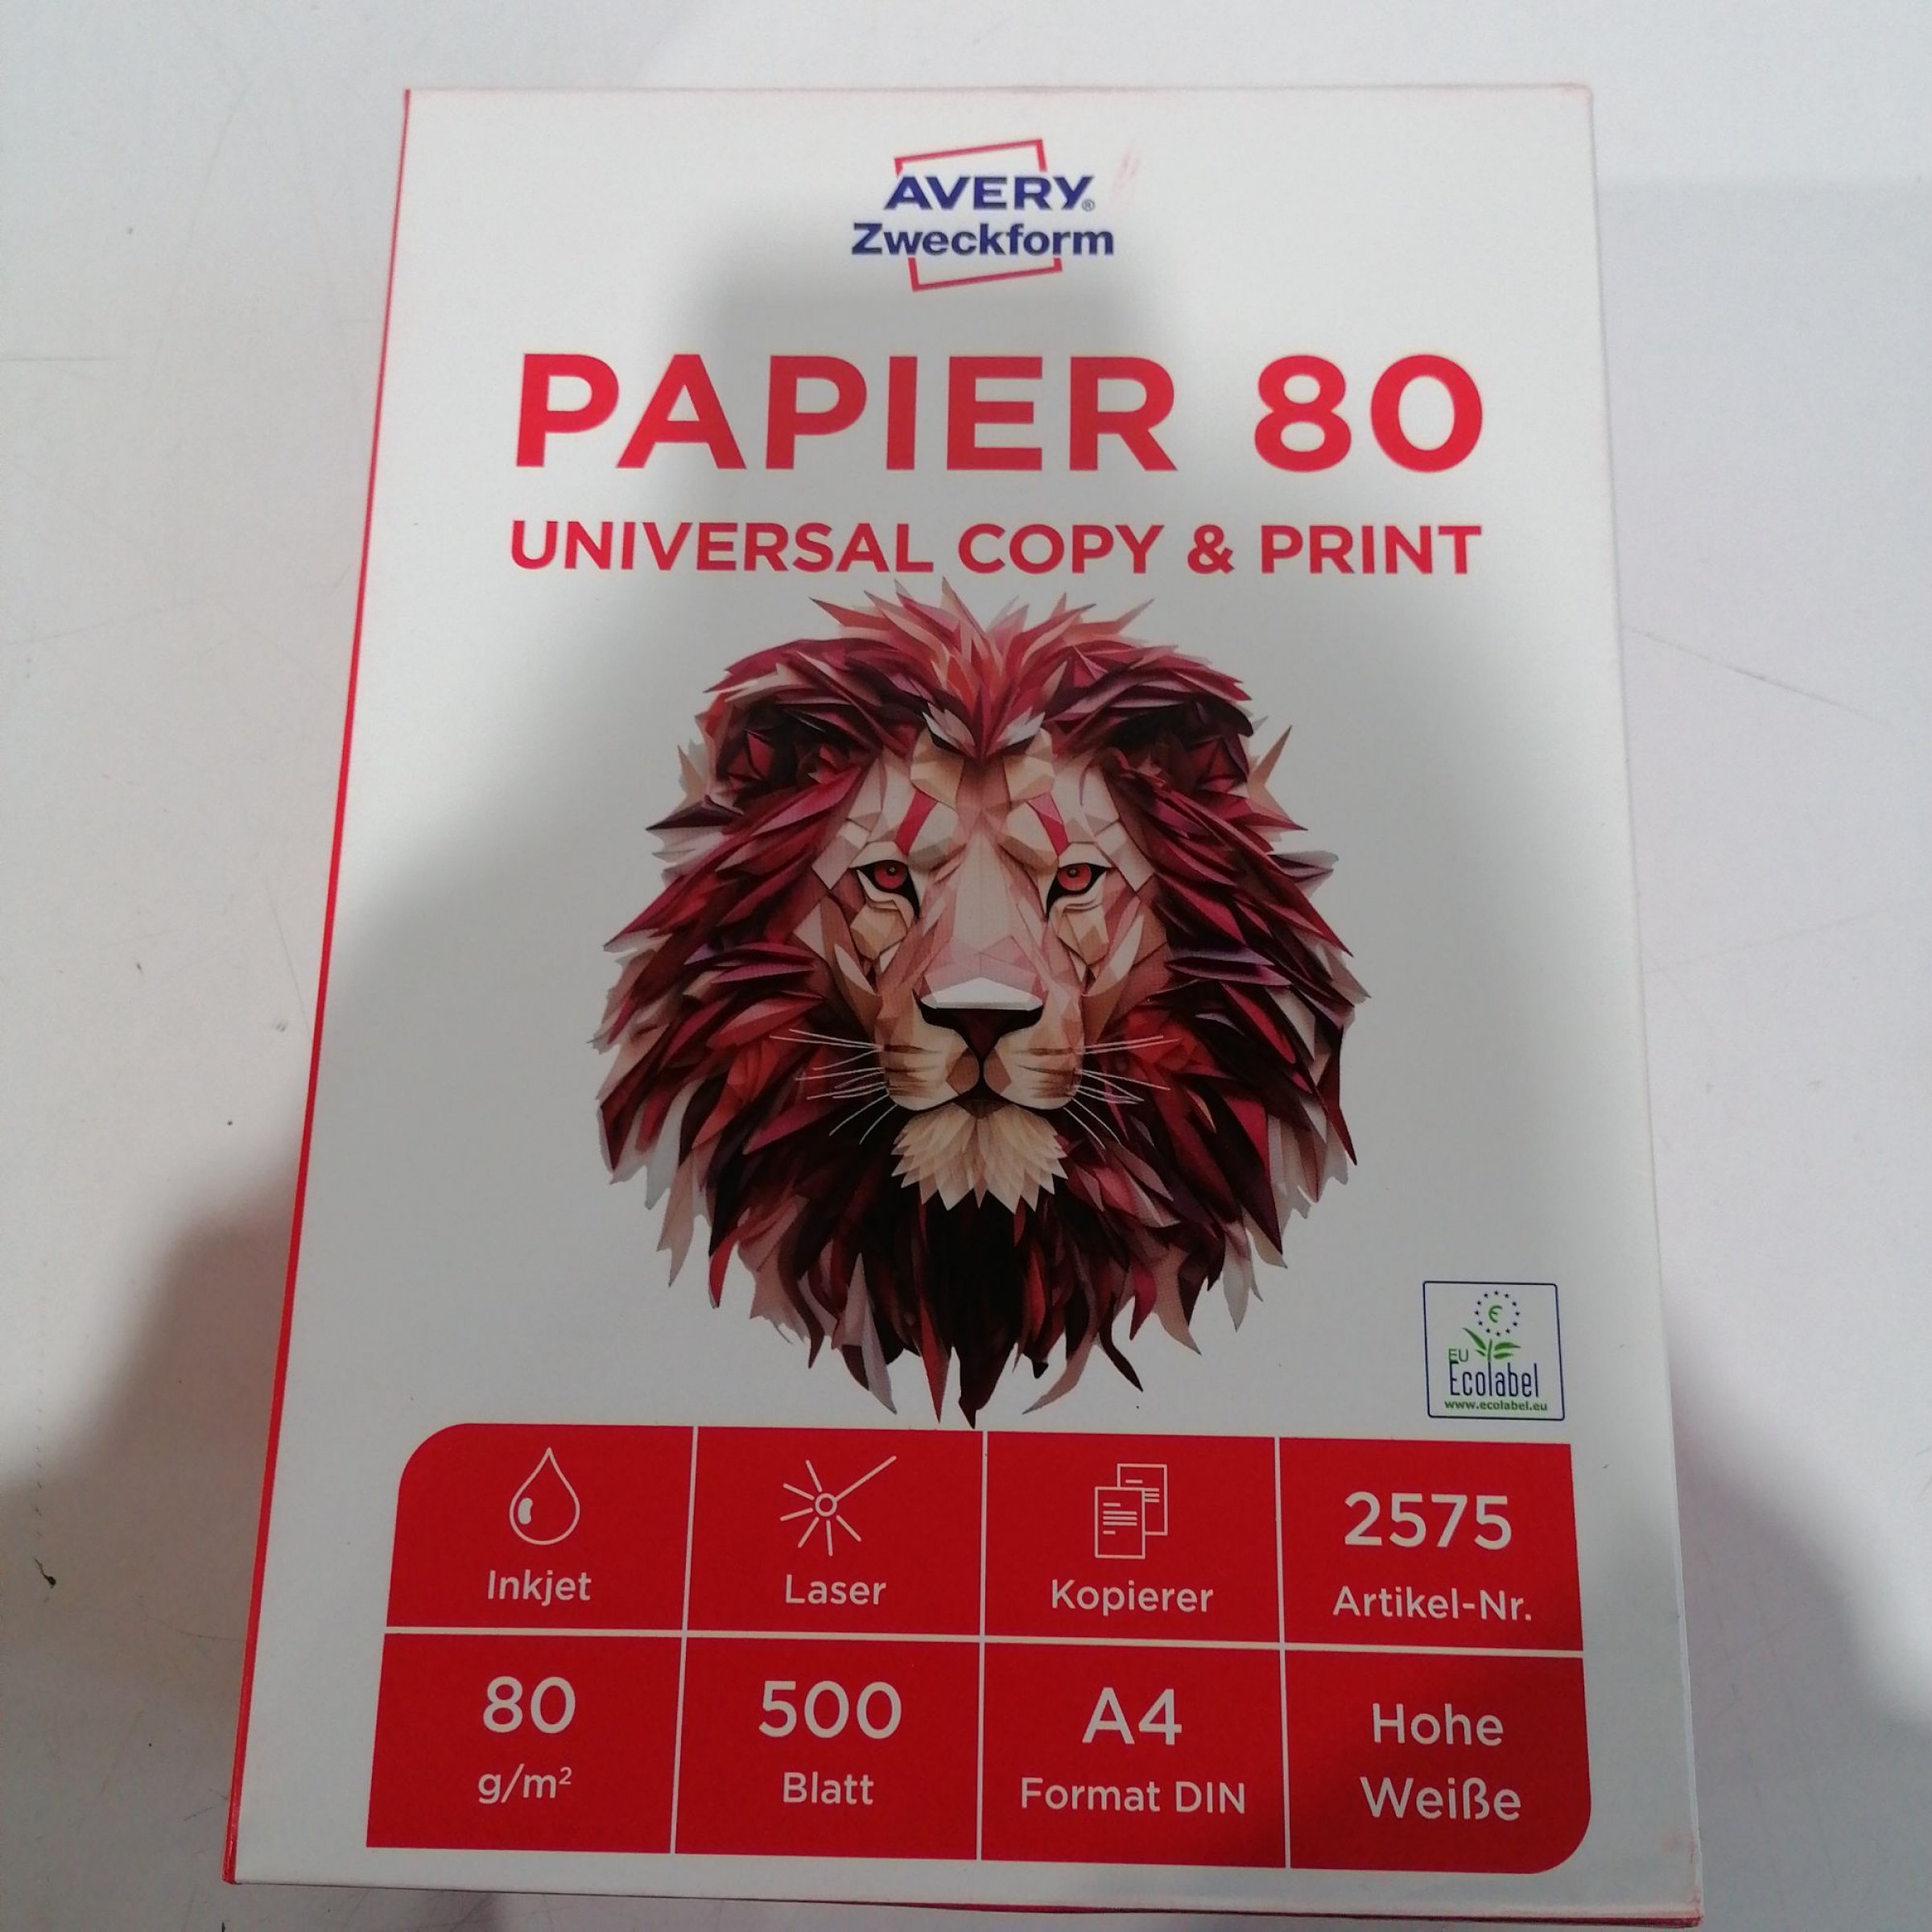 AVERY®
Zweckform
PAPIER 80
UNIVERSAL COPY & PRINT
EU
Ecolabel
www.ecolabel.eu
Inkjet
Laser
Kopierer
2575
Artikel-Nr.
80
g/m²
500
Blatt
A4
Format DIN
Hohe
Weiße